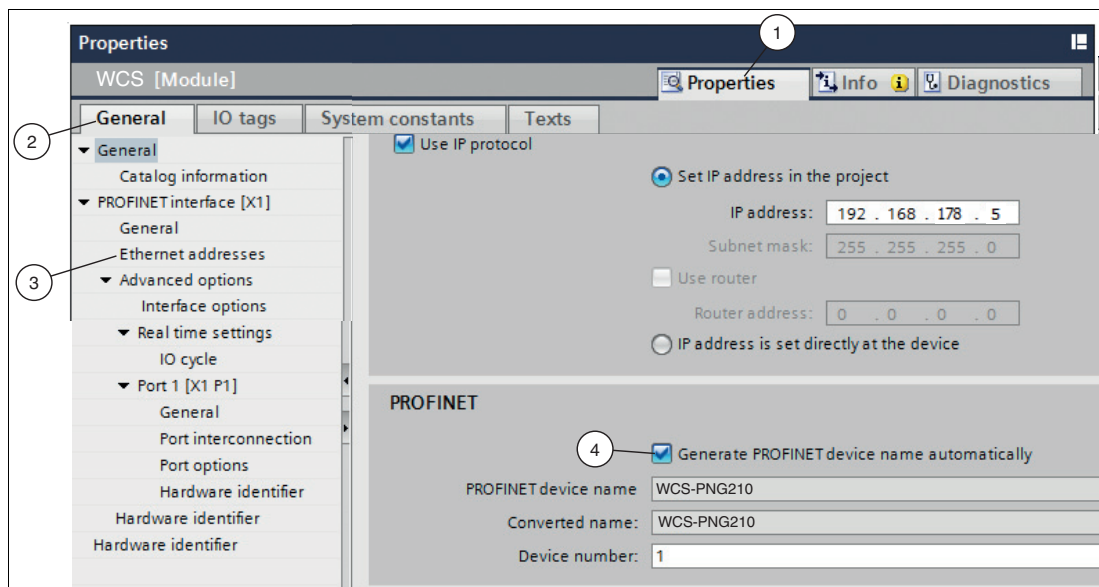 1
Properties
WCS [Module]
Properties
Info
Diagnostics
2
General
IO tags
System constants
Texts
General
Catalog information
PROFINET interface [X1]
General
3
Ethernet addresses
Advanced options
Interface options
Real time settings
IO cycle
Port 1 [X1 P1]
General
Port interconnection
Port options
Hardware identifier
Hardware identifier
Hardware identifier
Use IP protocol
Set IP address in the project
IP address: 192 . 168 . 178 . 5
Subnet mask: 255 . 255 . 255 . 0
Use router
Router address: 0 . 0 . 0 . 0
IP address is set directly at the device
PROFINET
4
Generate PROFINET device name automatically
PROFINET device name WCS-PNG210
Converted name: WCS-PNG210
Device number: 1